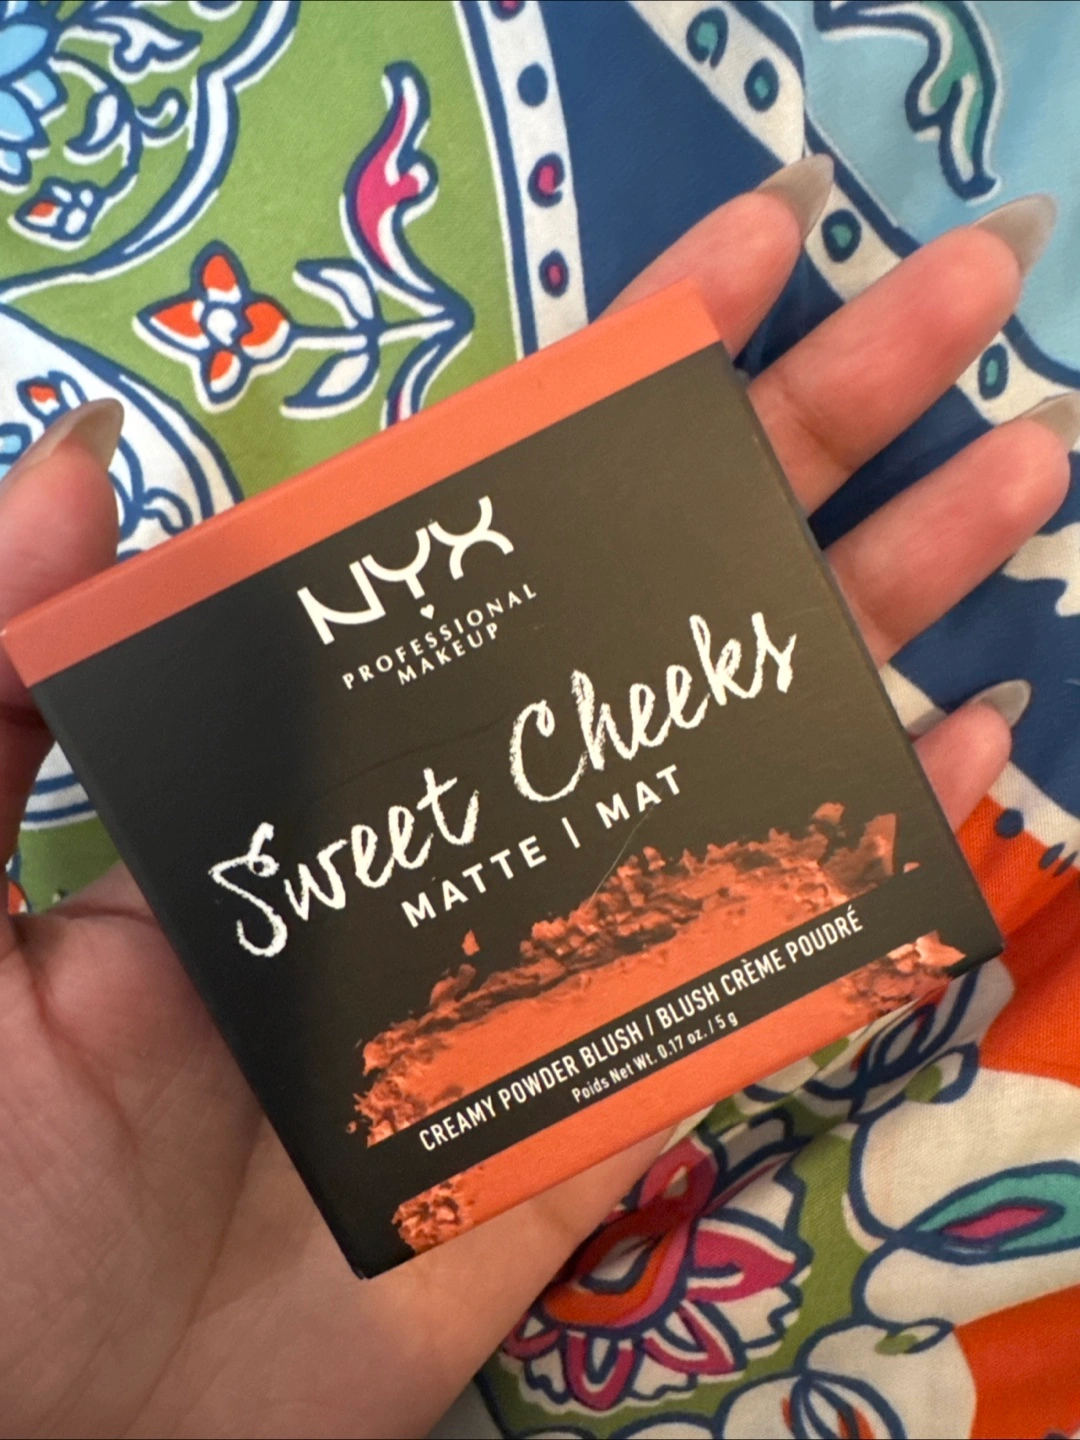 NYX
PROFESSIONAL
MAKEUP
Sweet Cheeks
MATTE | MAT
CREAMY POWDER BLUSH / BLUSH CRÈME POUDRÉ
Poids Net Wt. 0.17 oz. / 5 g